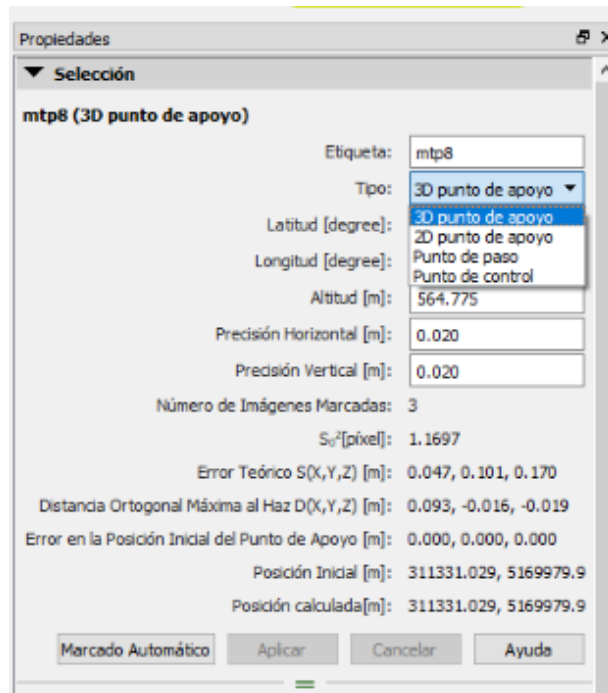 Propiedades
Selección
mtp8 (3D punto de apoyo)
Etiqueta: mtp8
Tipo: 3D punto de apoyo
3D punto de apoyo
Latitud [degree]:
2D punto de apoyo
Longitud [degree]: Punto de paso
Punto de control
Altitud [m]: 564.775
Precisión Horizontal [m]: 0.020
Precisión Vertical [m]: 0.020
Número de Imágenes Marcadas: 3
S₀²[píxel]: 1.1697
Error Teórico S(X,Y,Z) [m]: 0.047, 0.101, 0.170
Distancia Ortogonal Máxima al Haz D(X,Y,Z) [m]: 0.093, -0.016, -0.019
Error en la Posición Inicial del Punto de Apoyo [m]: 0.000, 0.000, 0.000
Posición Inicial [m]: 311331.029, 5169979.9
Posición calculada[m]: 311331.029, 5169979.9
Marcado Automático Aplicar Cancelar Ayuda